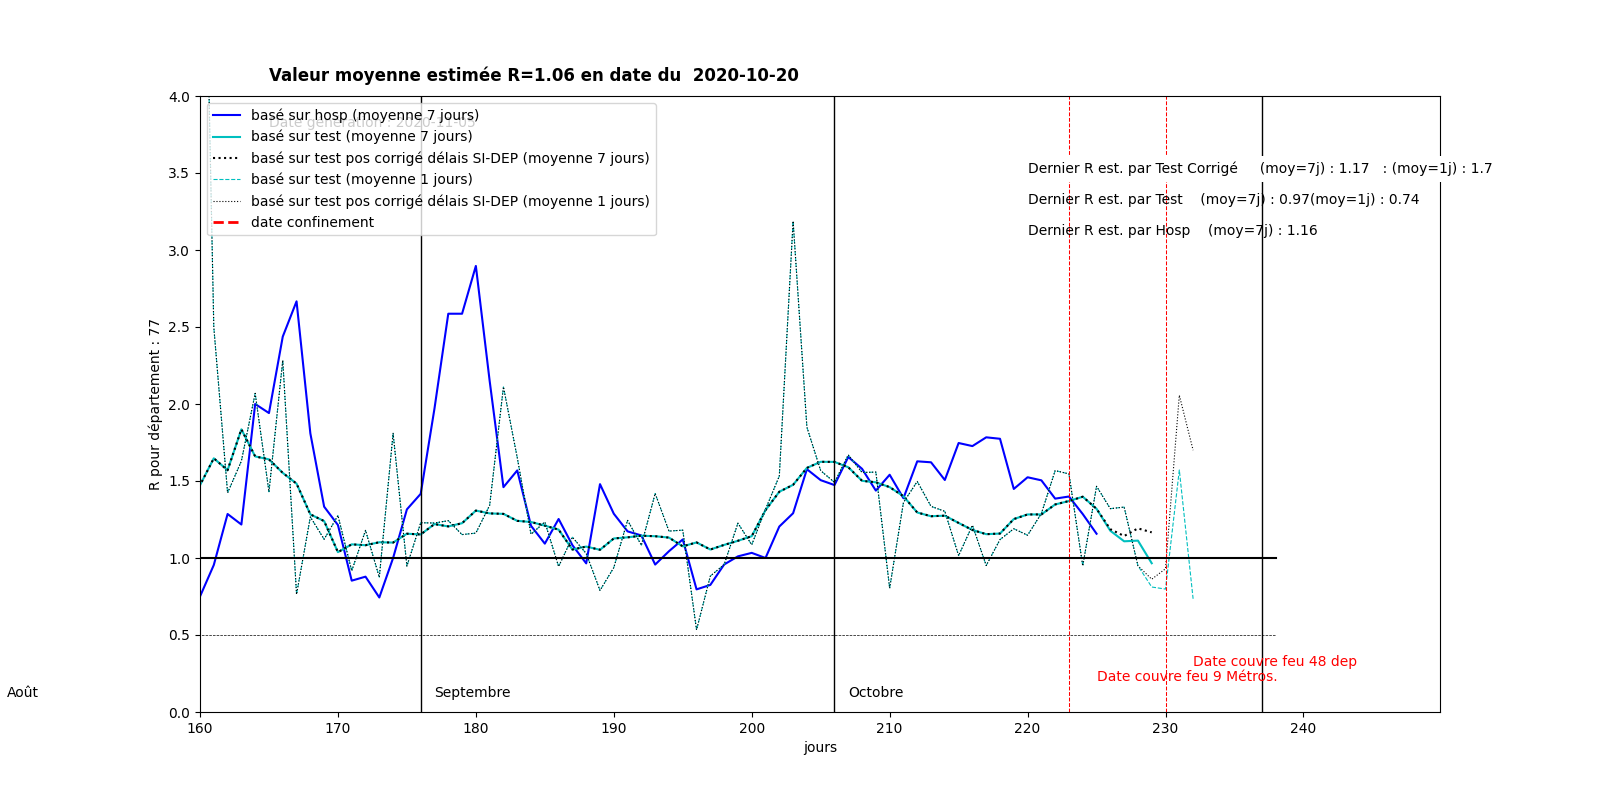 Valeur moyenne estimée R=1.06 en date du  2020-10-20
Date génération : 2020-11-05
basé sur hosp (moyenne 7 jours)
basé sur test (moyenne 7 jours)
basé sur test pos corrigé délais SI-DEP (moyenne 7 jours)
basé sur test (moyenne 1 jours)
basé sur test pos corrigé délais SI-DEP (moyenne 1 jours)
date confinement
Dernier R est. par Test Corrigé     (moy=7j) : 1.17   : (moy=1j) : 1.7
Dernier R est. par Test    (moy=7j) : 0.97(moy=1j) : 0.74
Dernier R est. par Hosp    (moy=7j) : 1.16
R pour département : 77
4.0
3.5
3.0
2.5
2.0
1.5
1.0
0.5
0.0
Date couvre feu 48 dep
Date couvre feu 9 Métros.
Août
Septembre
Octobre
160 170 180 190 200 210 220 230 240
jours